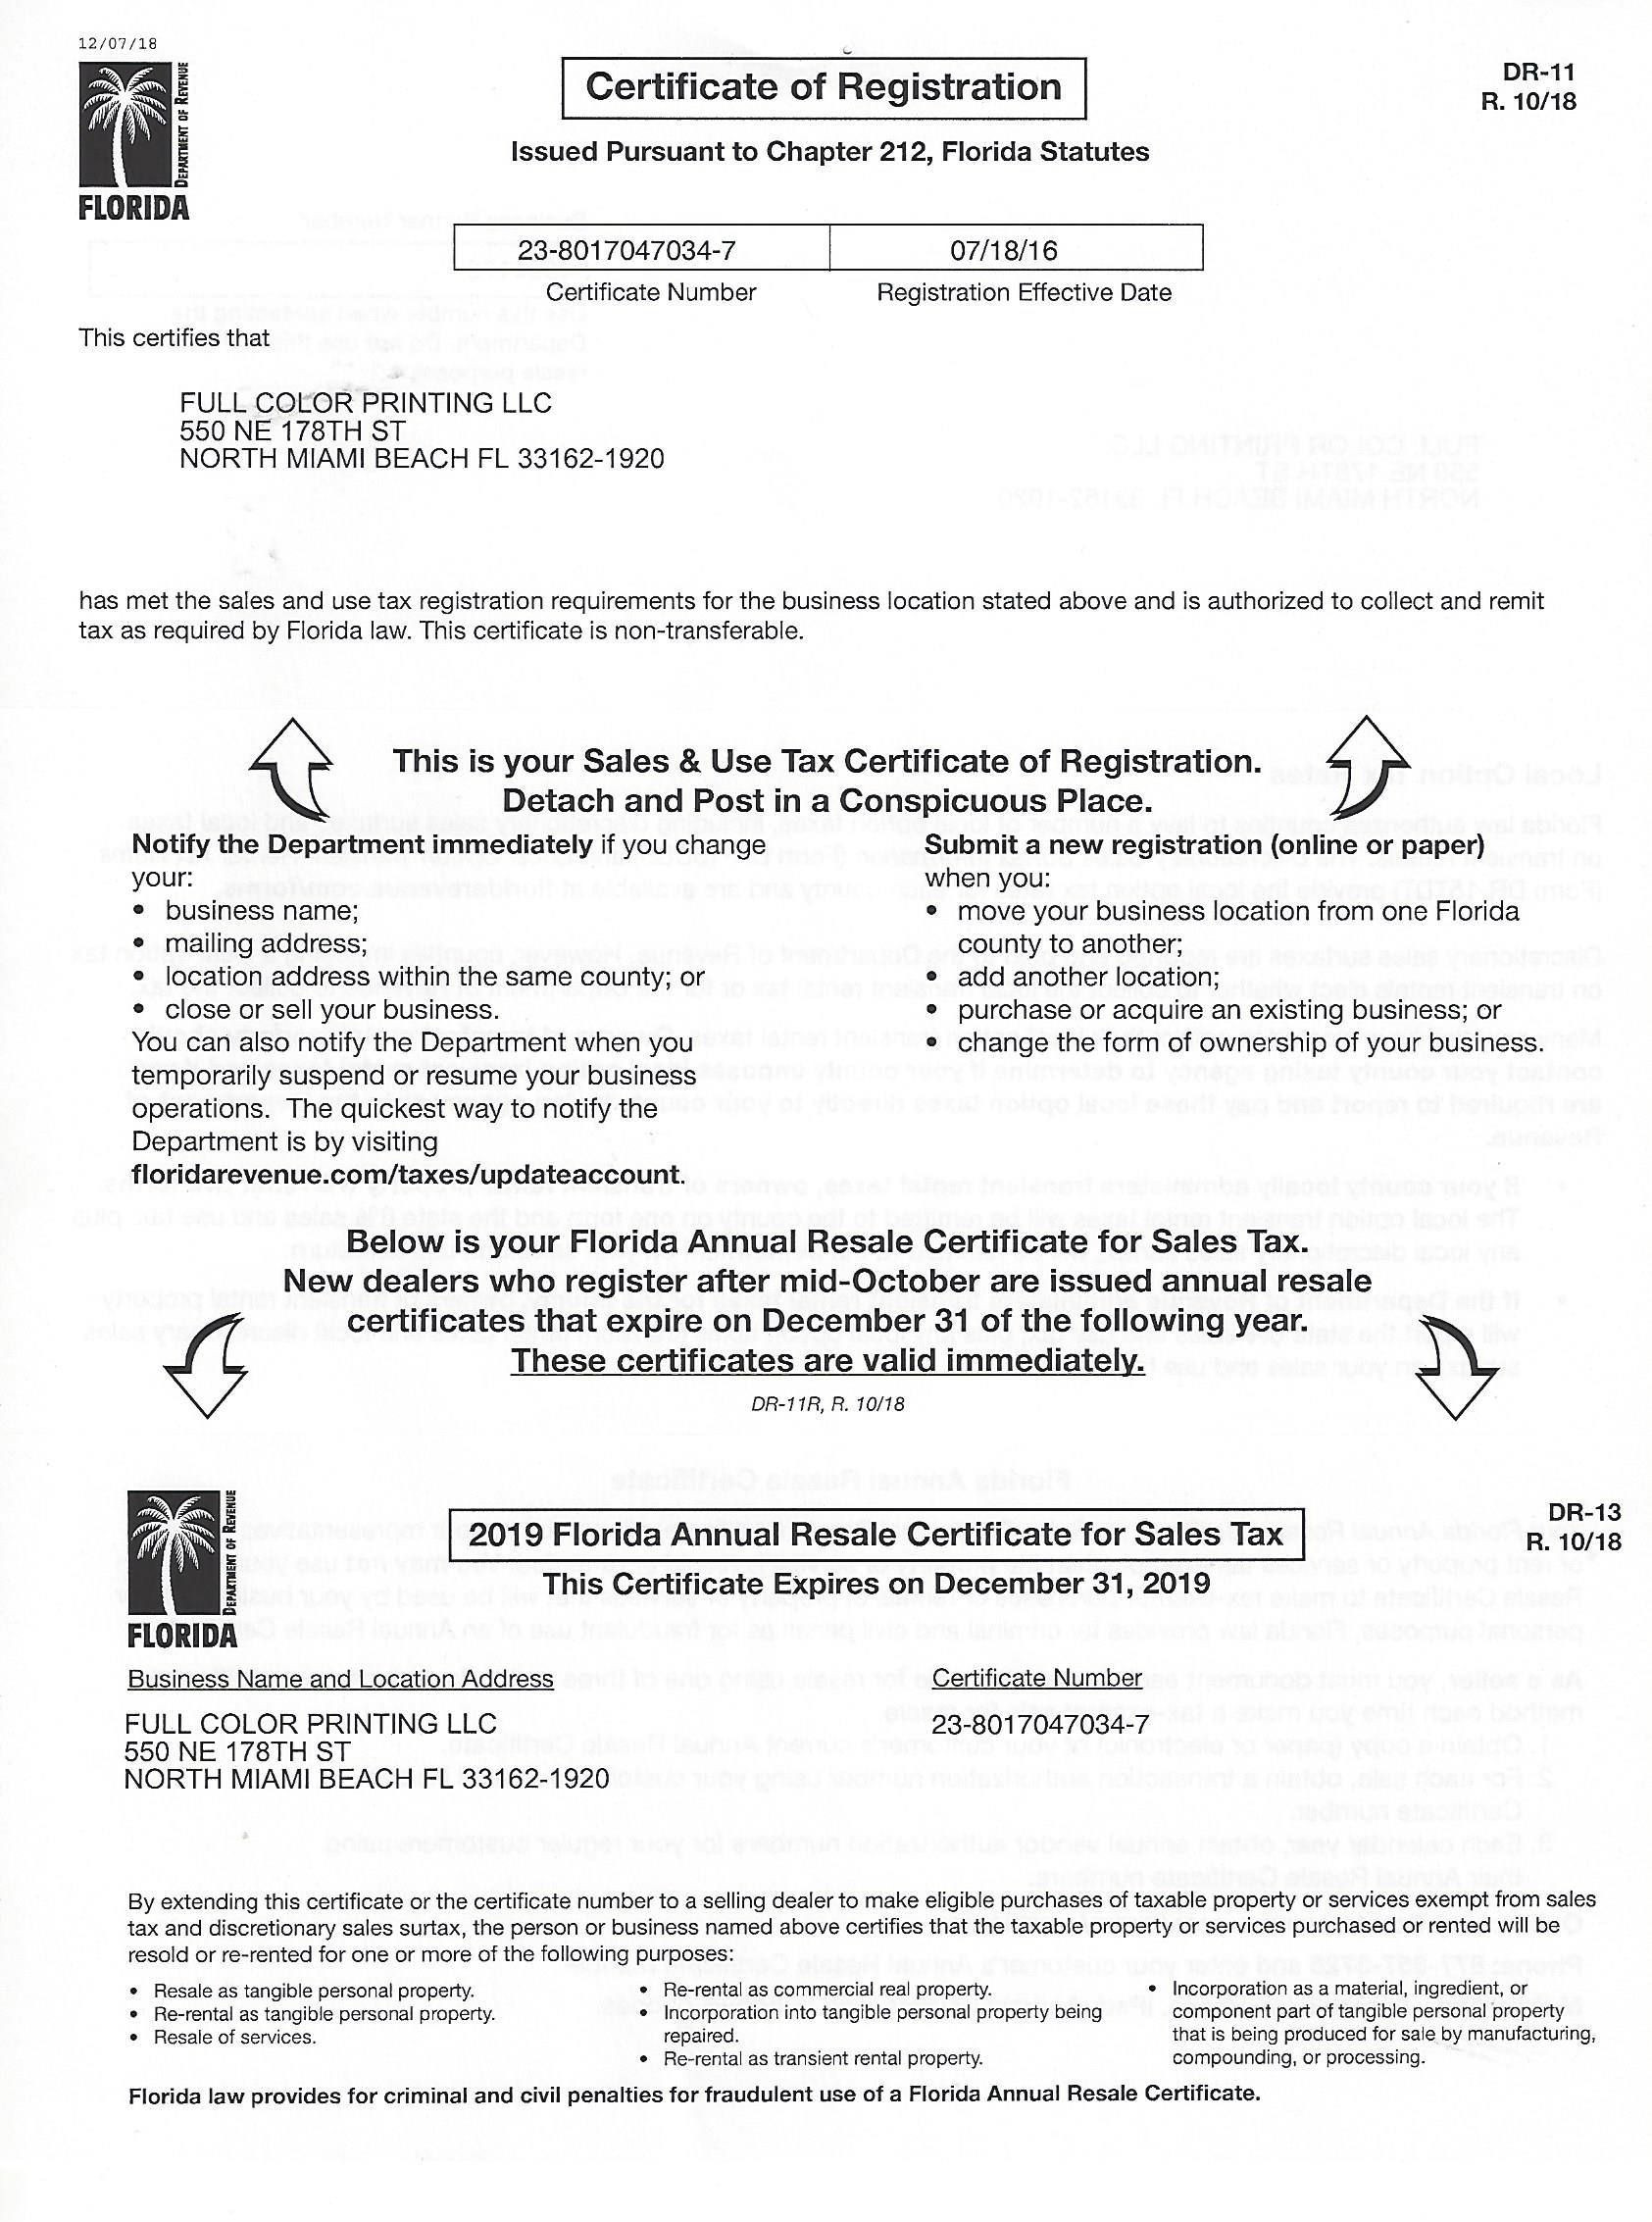 12/07/18
DEPARTMENT OF REVENUE
FLORIDA
Certificate of Registration
DR-11
R. 10/18
Issued Pursuant to Chapter 212, Florida Statutes
23-8017047034-7
07/18/16
Certificate Number
Registration Effective Date
This certifies that
FULL COLOR PRINTING LLC
550 NE 178TH ST
NORTH MIAMI BEACH FL 33162-1920
has met the sales and use tax registration requirements for the business location stated above and is authorized to collect and remit
tax as required by Florida law. This certificate is non-transferable.
This is your Sales & Use Tax Certificate of Registration.
Detach and Post in a Conspicuous Place.
Notify the Department immediately if you change
your:
• business name;
• mailing address;
• location address within the same county; or
• close or sell your business.
You can also notify the Department when you
temporarily suspend or resume your business
operations. The quickest way to notify the
Department is by visiting
floridarevenue.com/taxes/updateaccount.
Submit a new registration (online or paper)
when you:
• move your business location from one Florida
county to another;
• add another location;
• purchase or acquire an existing business; or
• change the form of ownership of your business.
Below is your Florida Annual Resale Certificate for Sales Tax.
New dealers who register after mid-October are issued annual resale
certificates that expire on December 31 of the following year.
These certificates are valid immediately.
DR-11R, R. 10/18
DEPARTMENT OF REVENUE
FLORIDA
2019 Florida Annual Resale Certificate for Sales Tax
DR-13
R. 10/18
This Certificate Expires on December 31, 2019
Business Name and Location Address
Certificate Number
FULL COLOR PRINTING LLC
550 NE 178TH ST
NORTH MIAMI BEACH FL 33162-1920
23-8017047034-7
By extending this certificate or the certificate number to a selling dealer to make eligible purchases of taxable property or services exempt from sales
tax and discretionary sales surtax, the person or business named above certifies that the taxable property or services purchased or rented will be
resold or re-rented for one or more of the following purposes:
• Resale as tangible personal property.
• Re-rental as tangible personal property.
• Resale of services.
• Re-rental as commercial real property.
• Incorporation into tangible personal property being
repaired.
• Re-rental as transient rental property.
• Incorporation as a material, ingredient, or
component part of tangible personal property
that is being produced for sale by manufacturing,
compounding, or processing.
Florida law provides for criminal and civil penalties for fraudulent use of a Florida Annual Resale Certificate.